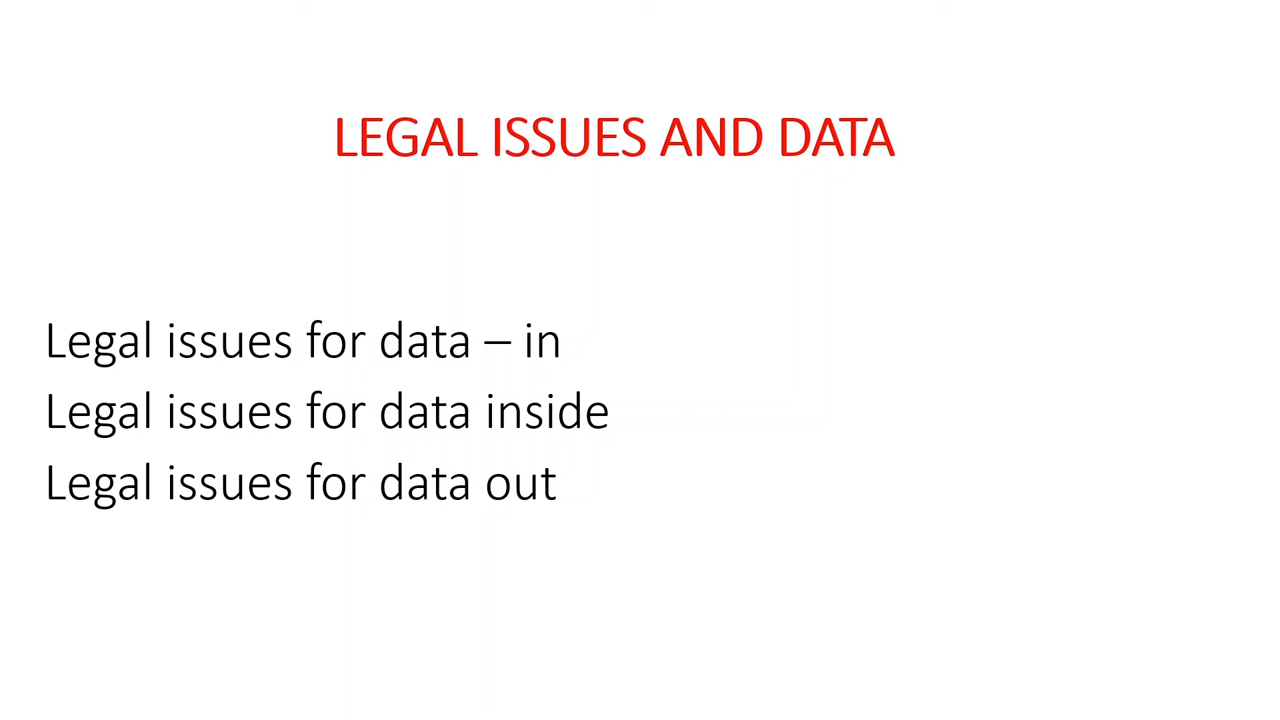 LEGAL ISSUES AND DATA
Legal issues for data – in
Legal issues for data inside
Legal issues for data out